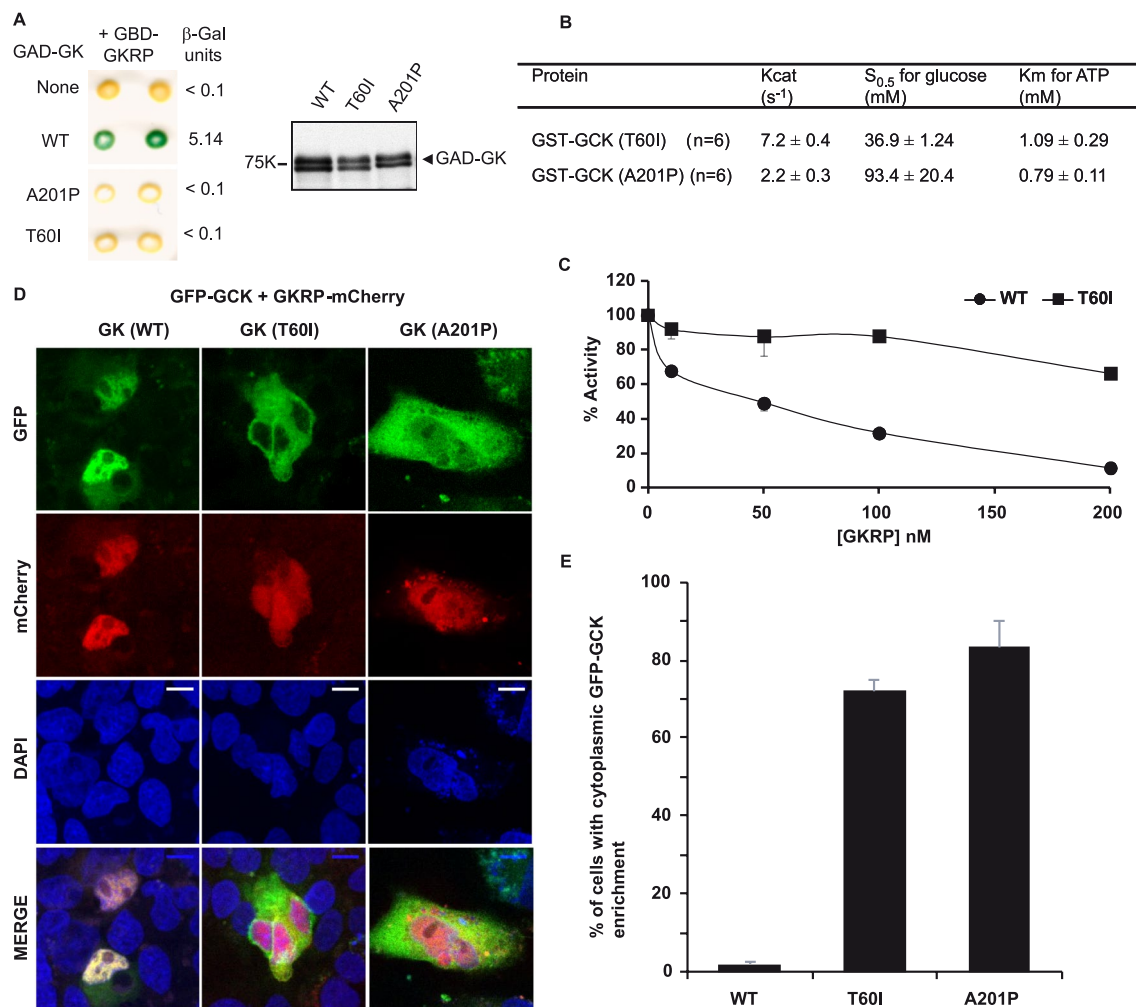 A
GAD-GK
+ GBD-
GKRP
β-Gal
units
None
< 0.1
WT
5.14
A201P
< 0.1
T60I
< 0.1
WT
T60I
A201P
75K
GAD-GK
B
Protein
Kcat
(s-1)
S0.5 for glucose
(mM)
Km for ATP
(mM)
GST-GCK (T60I) (n=6) 7.2 ± 0.4 36.9 ± 1.24 1.09 ± 0.29
GST-GCK (A201P) (n=6) 2.2 ± 0.3 93.4 ± 20.4 0.79 ± 0.11
C
WT
T60I
% Activity
120
100
80
60
40
20
0
0 50 100 150 200
[GKRP] nM
D
GFP-GCK + GKRP-mCherry
GK (WT) GK (T60I) GK (A201P)
GFP
mCherry
DAPI
MERGE
E
% of cells with cytoplasmic GFP-GCK
enrichment
100
80
60
40
20
0
WT T60I A201P